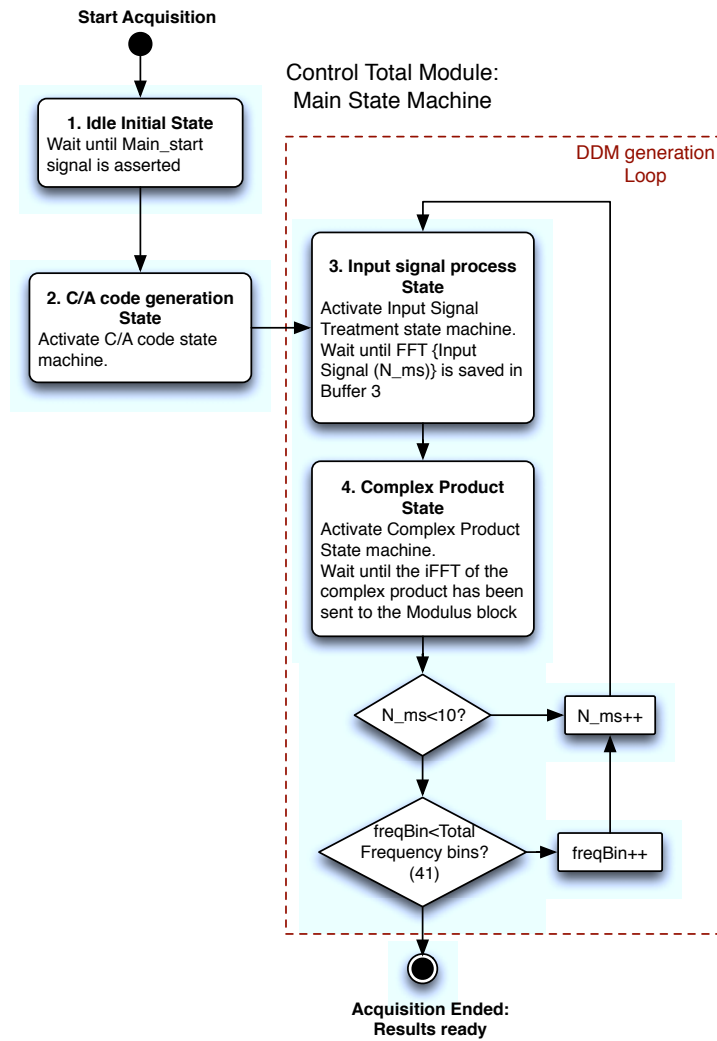 Start Acquisition
Control Total Module:
Main State Machine
1. Idle Initial State
Wait until Main_start
signal is asserted
DDM generation
Loop
2. C/A code generation
State
Activate C/A code state
machine.
3. Input signal process
State
Activate Input Signal
Treatment state machine.
Wait until FFT {Input
Signal (N_ms)} is saved in
Buffer 3
4. Complex Product
State
Activate Complex Product
State machine.
Wait until the iFFT of the
complex product has been
sent to the Modulus block
N_ms<10?
N_ms++
freqBin<Total
Frequency bins?
(41)
freqBin++
Acquisition Ended:
Results ready